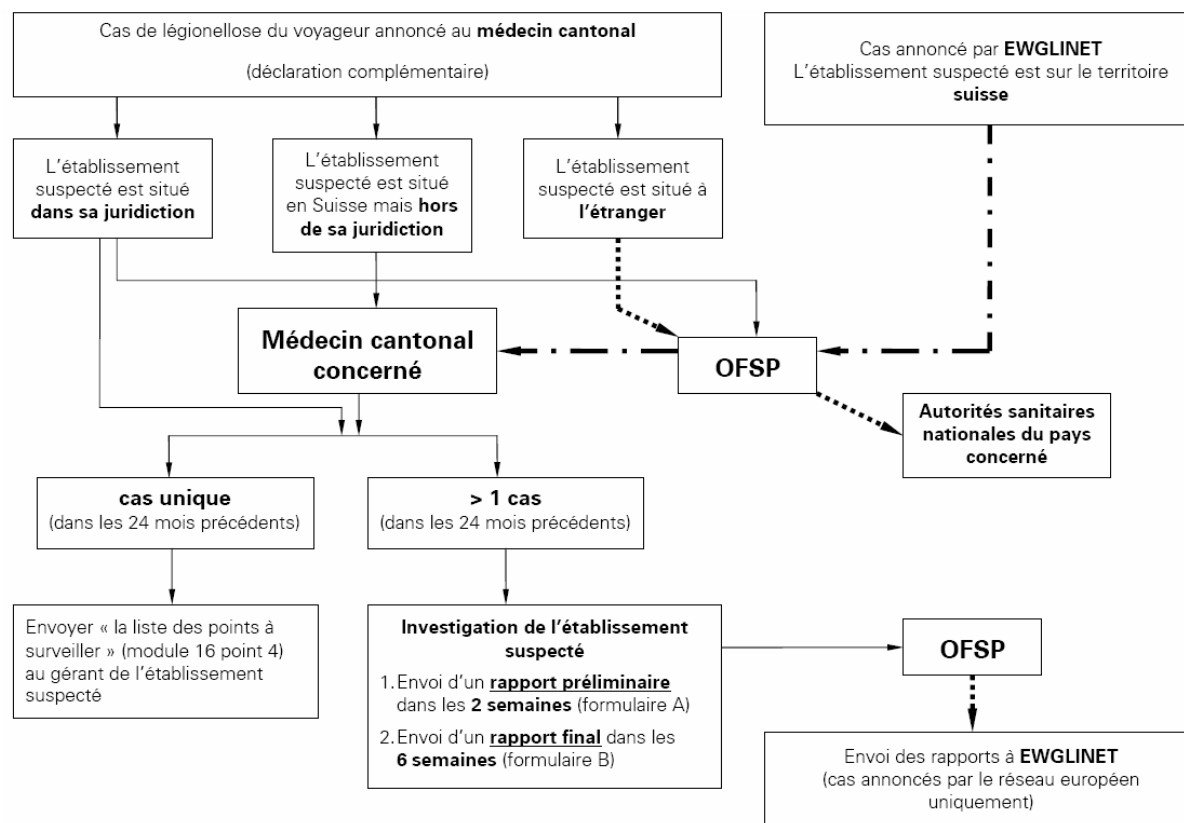 Cas de légionellose du voyageur annoncé au médecin cantonal
(déclaration complémentaire)
Cas annoncé par EWGLINET
L'établissement suspecté est sur le territoire
suisse
L'établissement
suspecté est situé
dans sa juridiction
L'établissement
suspecté est situé
en Suisse mais hors
de sa juridiction
L'établissement
suspecté est situé à
l'étranger
Médecin cantonal
concerné
OFSP
Autorités sanitaires
nationales du pays
concerné
cas unique
(dans les 24 mois précédents)
> 1 cas
(dans les 24 mois précédents)
Envoyer « la liste des points à
surveiller » (module 16 point 4)
au gérant de l'établissement
suspecté
Investigation de l'établissement
suspecté
1. Envoi d'un rapport préliminaire
dans les 2 semaines (formulaire A)
2. Envoi d'un rapport final dans les
6 semaines (formulaire B)
OFSP
Envoi des rapports à EWGLINET
(cas annoncés par le réseau européen
uniquement)